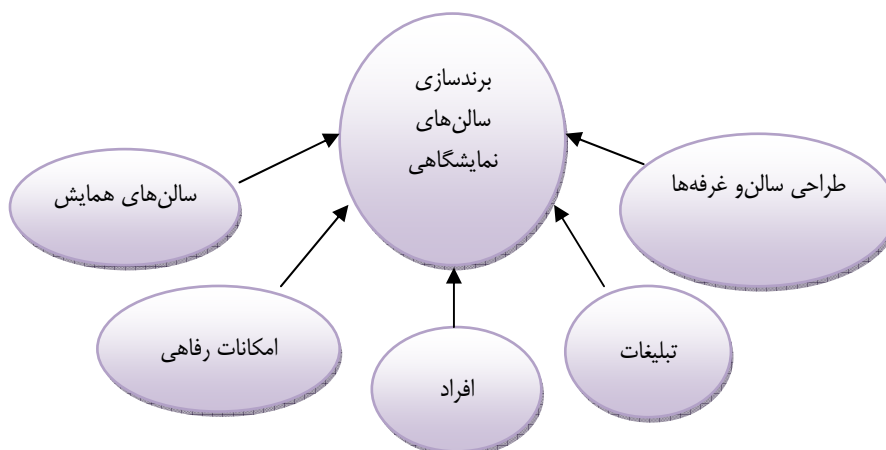 برندسازی
سالن‌های
نمایشگاهی
طراحی سالن‌و غرفه‌ها
سالن‌های همایش
تبلیغات
امکانات رفاهی
افراد